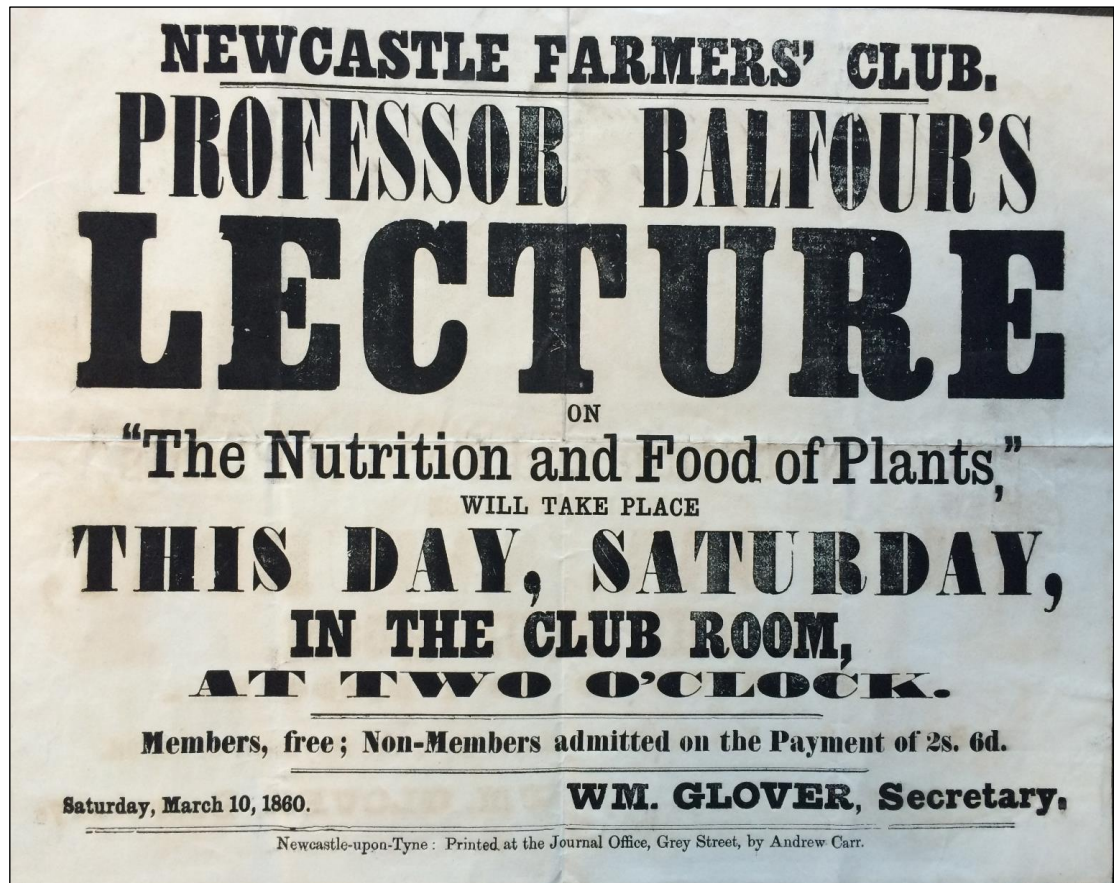 NEWCASTLE FARMERS' CLUB.
PROFESSOR BALFOUR'S
LECTURE
ON
"The Nutrition and Food of Plants,"
WILL TAKE PLACE
THIS DAY, SATURDAY,
IN THE CLUB ROOM,
AT TWO O'CLOCK.
Members, free; Non-Members admitted on the Payment of 2s. 6d.
Saturday, March 10, 1860. WM. GLOVER, Secretary.
Newcastle-upon-Tyne: Printed at the Journal Office, Grey Street, by Andrew Carr.